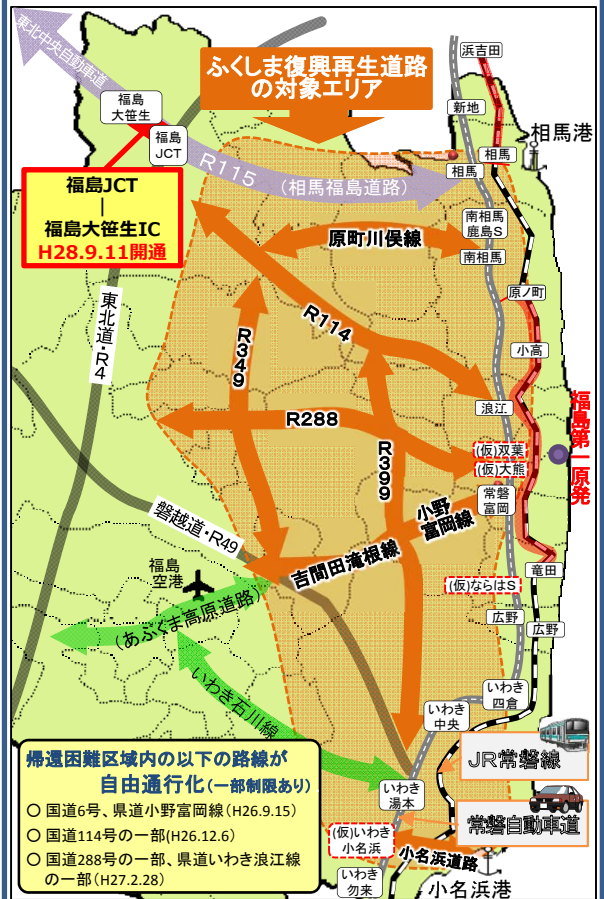 東北中央自動車道
ふくしま復興再生道路
の対象エリア
浜吉田
福島
大笹生
福島
JCT
新地
相馬港
相馬
相馬
R115 (相馬福島道路)
福島JCT
|
福島大笹生IC
H28.9.11開通
南相馬
鹿島S
原町川俣線
南相馬
東北道・R4
原ノ町
R114
R349
小高
浪江
福島第一原発
R288
(仮)双葉
(仮)大熊
R399
常磐
富岡
小野
富岡線
磐越道・R49
吉間田滝根線
竜田
福島
空港
(仮)ならはS
(あぶくま高原道路)
広野
広野
いわき石川線
いわき
四倉
いわき
中央
JR常磐線
帰還困難区域内の以下の路線が
自由通行化(一部制限あり)
○ 国道6号、県道小野富岡線(H26.9.15)
○ 国道114号の一部(H26.12.6)
○ 国道288号の一部、県道いわき浪江線
の一部(H27.2.28)
いわき
湯本
常磐自動車道
(仮)いわき
小名浜
小名浜道路
いわき
勿来
小名浜港